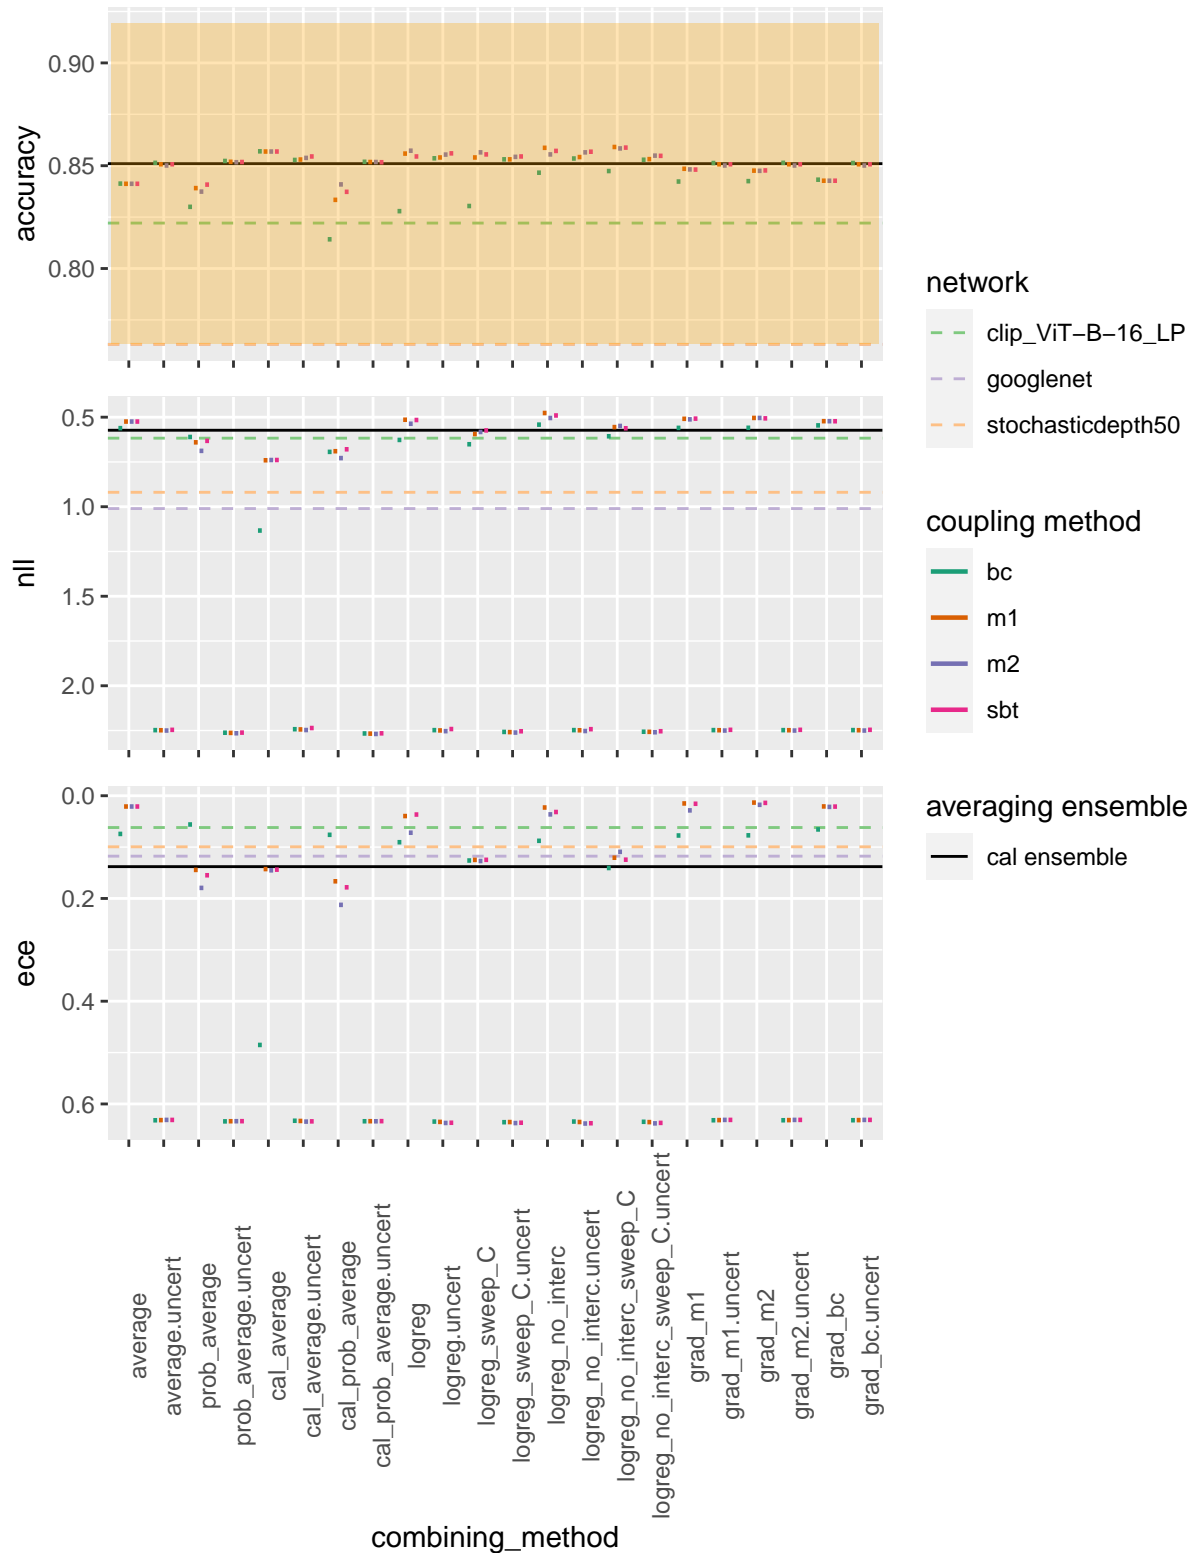 accuracy
0.90
0.85
0.80
nll
0.5
1.0
1.5
2.0
ece
0.0
0.2
0.4
0.6
average
average.uncert
prob_average
prob_average.uncert
cal_average
cal_average.uncert
cal_prob_average
cal_prob_average.uncert
logreg
logreg.uncert
logreg_sweep_C
logreg_sweep_C.uncert
logreg_no_interc
logreg_no_interc.uncert
logreg_no_interc_sweep_C
logreg_no_interc_sweep_C.uncert
grad_m1
grad_m1.uncert
grad_m2
grad_m2.uncert
grad_bc
grad_bc.uncert
combining_method
network
clip_ViT−B−16_LP
googlenet
stochasticdepth50
coupling method
bc
m1
m2
sbt
averaging ensemble
cal ensemble